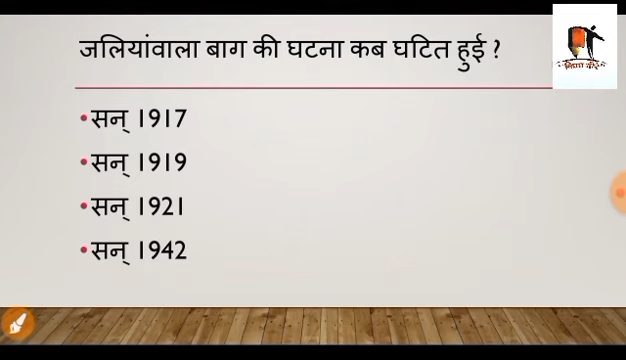 जलियांवाला बाग की घटना कब घटित हुई ?
•सन् 1917
•सन् 1919
•सन् 1921
•सन् 1942